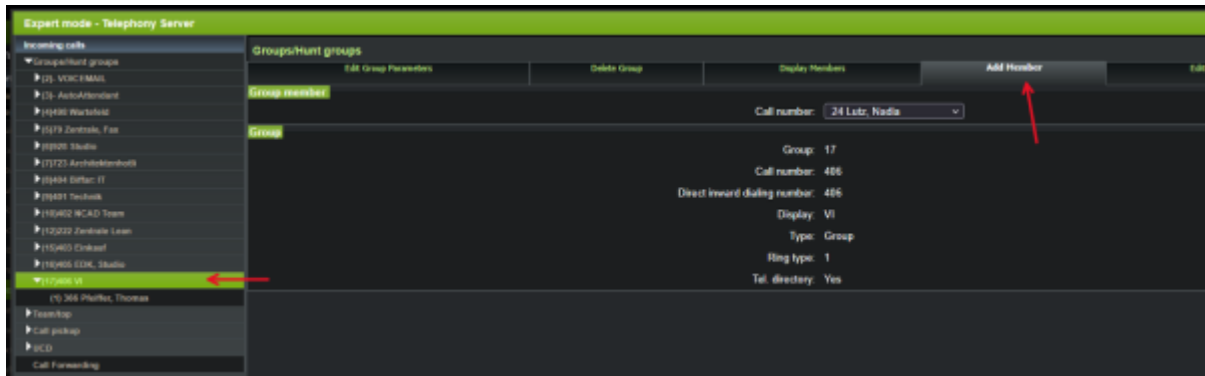 Expert mode - Telephony Server
Incoming calls
Groups/Hunt groups
(2)- VOICEMAIL
(3)- AutoAttendant
(4)400 Wartefeld
(5)79 Zentrale, Fax
(6)920 Studio
(7)723
(8)404 IT
(9)401 Technik
(10)402 NCAD Team
(12)222 Zentrale Leon
(15)403 Einkauf
(16)405 EDK, Studio
(17)406 VI
(1) 366 Pfeiffer, Thomas
Team/top
Call pickup
UCD
Call Forwarding
Groups/Hunt groups
Edit Group Parameters
Delete Group
Display Members
Add Member
Group member
Call number: 24 Lutz, Nadia
Group
Group: 17
Call number: 406
Direct inward dialing number: 406
Display: VI
Type: Group
Ring type: 1
Tel. directory: Yes